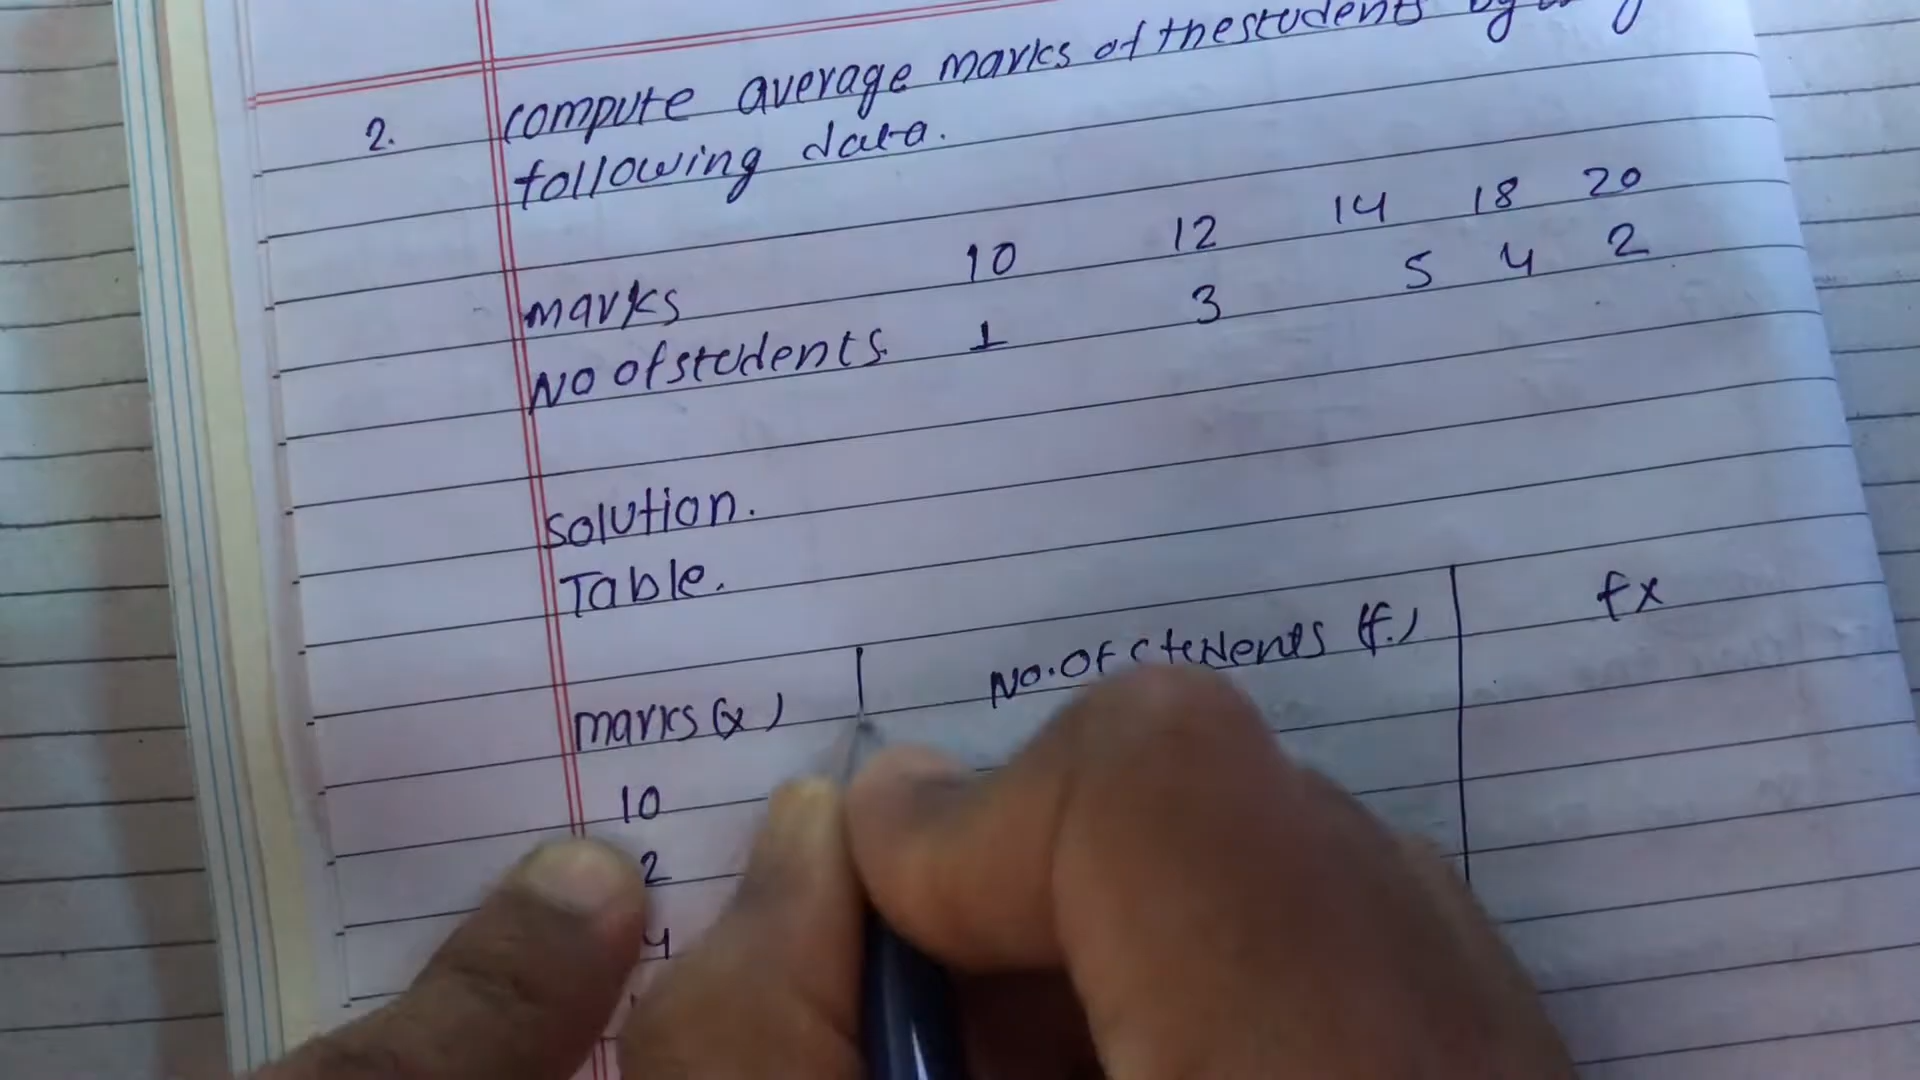 2. compute average marks of the students
following data.
marks 10 12 14 18 20
No of students 1 3 5 4 2
solution.
Table.
marks (x) No. of students (f.) fx
10
2
4